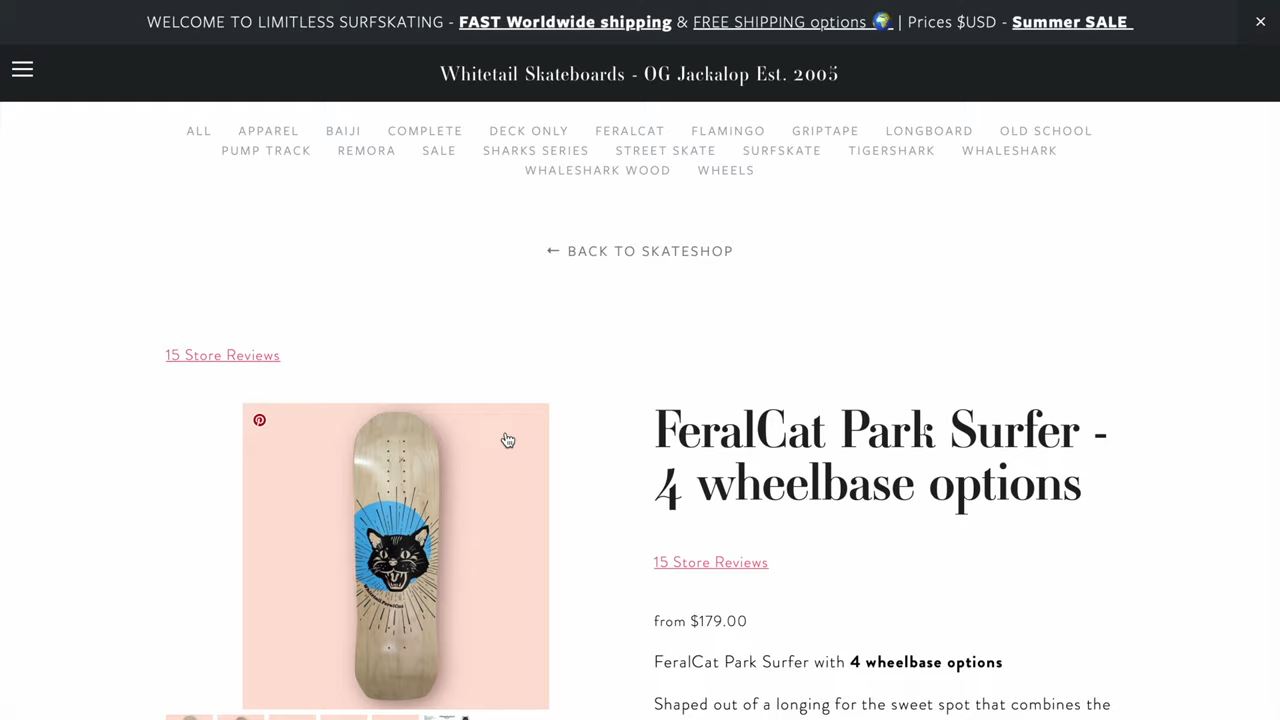 WELCOME TO LIMITLESS SURFSKATING - FAST Worldwide shipping & FREE SHIPPING options 🌍 | Prices $USD - Summer SALE
Whitetail Skateboards - OG Jackalop Est. 2005
ALL APPAREL BAIJI COMPLETE DECK ONLY FERALCAT FLAMINGO GRIPTAPE LONGBOARD OLD SCHOOL
PUMP TRACK REMORA SALE SHARKS SERIES STREET SKATE SURFSKATE TIGERSHARK WHALESHARK
WHALESHARK WOOD WHEELS
← BACK TO SKATESHOP
15 Store Reviews
FeralCat Park Surfer -
4 wheelbase options
15 Store Reviews
from $179.00
FeralCat Park Surfer with 4 wheelbase options
Shaped out of a longing for the sweet spot that combines the